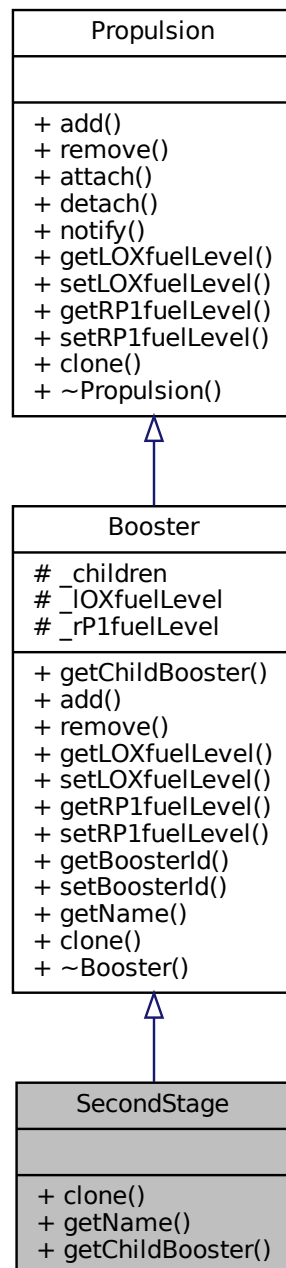 Propulsion
+ add()
+ remove()
+ attach()
+ detach()
+ notify()
+ getLOXfuelLevel()
+ setLOXfuelLevel()
+ getRP1fuelLevel()
+ setRP1fuelLevel()
+ clone()
+ ~Propulsion()
Booster
# _children
# _lOXfuelLevel
# _rP1fuelLevel
+ getChildBooster()
+ add()
+ remove()
+ getLOXfuelLevel()
+ setLOXfuelLevel()
+ getRP1fuelLevel()
+ setRP1fuelLevel()
+ getBoosterId()
+ setBoosterId()
+ getName()
+ clone()
+ ~Booster()
SecondStage
+ clone()
+ getName()
+ getChildBooster()